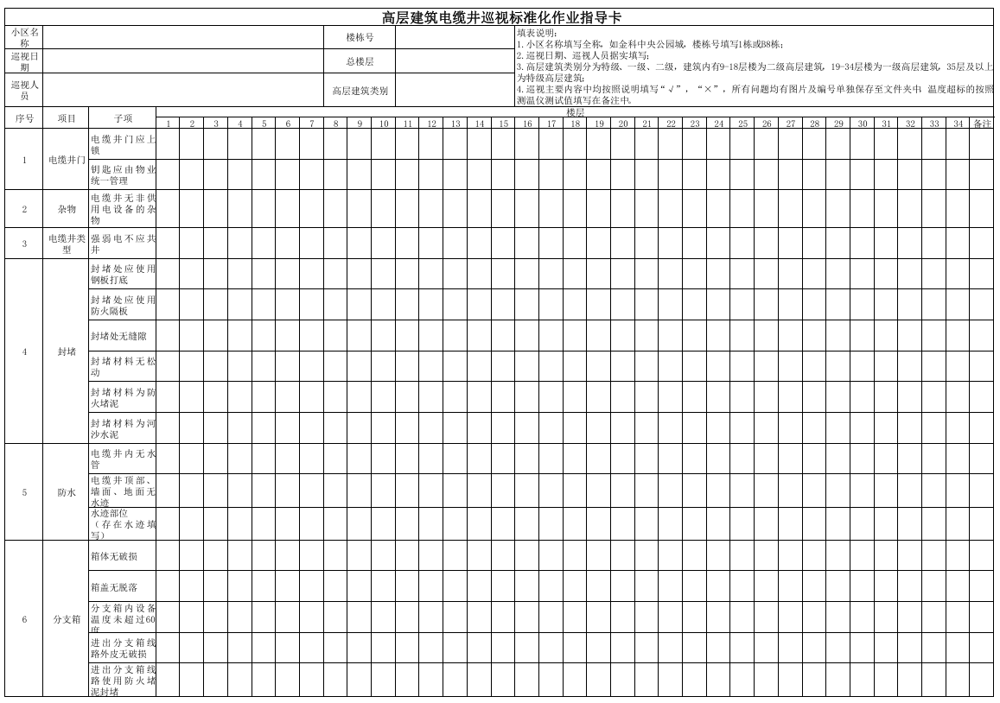 高层建筑电缆井巡视标准化作业指导卡
小区名
称
楼栋号
填表说明：
1.小区名称填写全称，如金科中央公园城，楼栋号填写1栋或B8栋；
2.巡视日期、巡视人员据实填写；
3.高层建筑类别分为特级、一级、二级，建筑内有9-18层楼为二级高层建筑，19-34层楼为一级高层建筑，35层及以上
为特级高层建筑；
4.巡视主要内容中均按照说明填写“√”，“×”，所有问题均有图片及编号单独保存至文件夹中，温度超标的按照
测温仪测试值填写在备注中。
巡视日
期
总楼层
巡视人
员
高层建筑类别
序号 项目 子项 楼层
1 2 3 4 5 6 7 8 9 10 11 12 13 14 15 16 17 18 19 20 21 22 23 24 25 26 27 28 29 30 31 32 33 34 备注
1 电缆井门
电缆井门应上
锁
钥匙应由物业
统一管理
2 杂物
电缆井无非供
用电设备的杂
物
3
电缆井类
型
强弱电不应共
井
4 封堵
封堵处应使用
钢板打底
封堵处应使用
防火隔板
封堵处无缝隙
封堵材料无松
动
封堵材料为防
火堵泥
封堵材料为河
沙水泥
5 防水
电缆井内无水
管
电缆井顶部、
墙面、地面无
水迹
水迹部位
（存在水迹填
写）
6 分支箱
箱体无破损
箱盖无脱落
分支箱内设备
温度未超过60
度
进出分支箱线
路外皮无破损
进出分支箱线
路使用防火堵
泥封堵